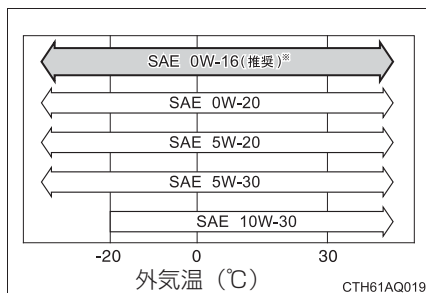 SAE 0W-16(推奨)※
SAE 0W-20
SAE 5W-20
SAE 5W-30
SAE 10W-30
-20 0 30
外気温 (℃)
CTH61AQ019